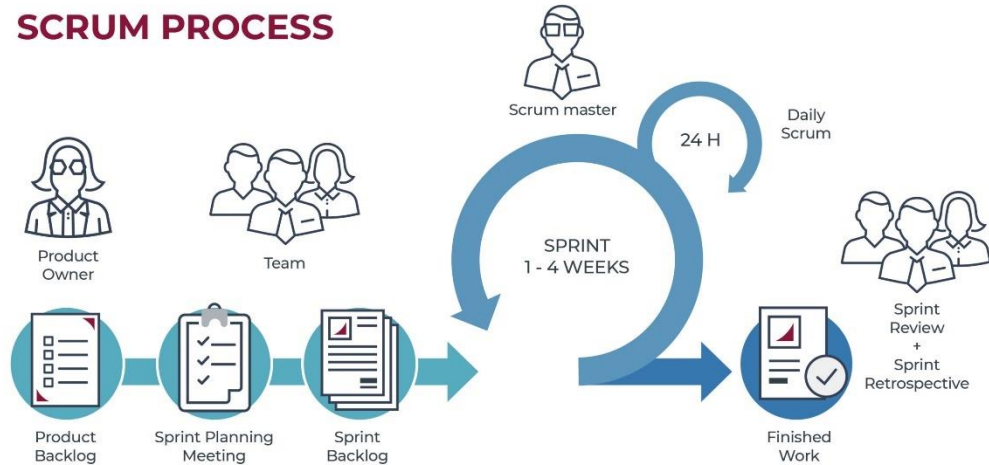 SCRUM PROCESS
Scrum master
24 H
Daily
Scrum
Product
Owner
Team
SPRINT
1 - 4 WEEKS
Sprint
Review
+
Sprint
Retrospective
Product
Backlog
Sprint Planning
Meeting
Sprint
Backlog
Finished
Work